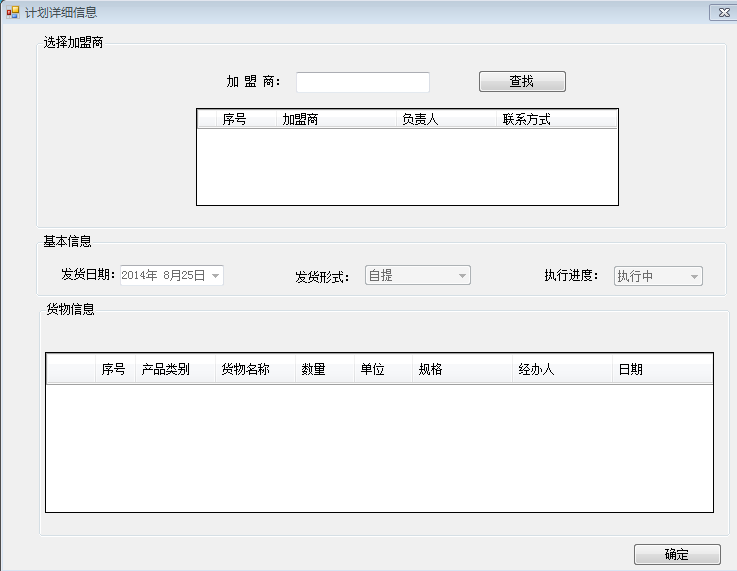 计划详细信息
选择加盟商
加 盟 商： 查找
序号 加盟商 负责人 联系方式
基本信息
发货日期： 2014年 8月25日 发货形式： 自提 执行进度： 执行中
货物信息
序号 产品类别 货物名称 数量 单位 规格 经办人 日期
确定